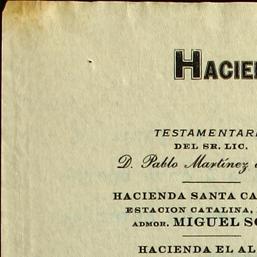 HACIE
TESTAMENTAR
DEL SR. LIC.
D. Pablo Martínez
HACIENDA SANTA CA
ESTACION CATALINA,
ADMOR. MIGUEL S
HACIENDA EL AL